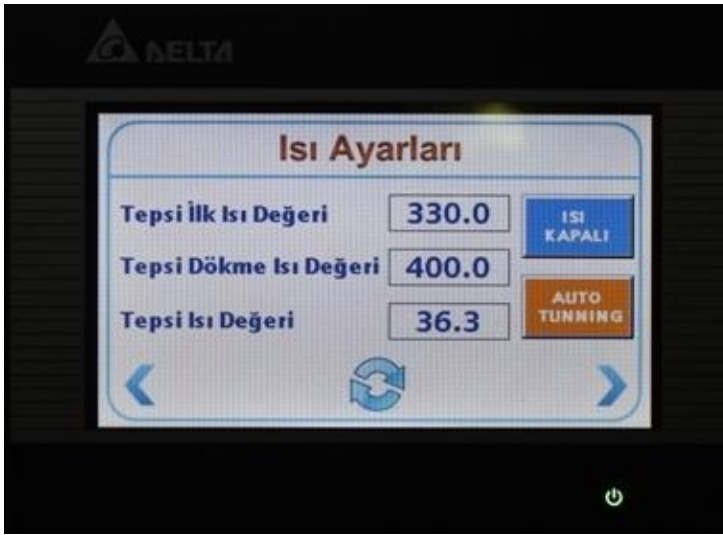 DELTA
Isı Ayarları
Tepsi İlk Isı Değeri 330.0
ISI
KAPALI
Tepsi Dökme Isı Değeri 400.0
Tepsi Isı Değeri 36.3
AUTO
TUNNING